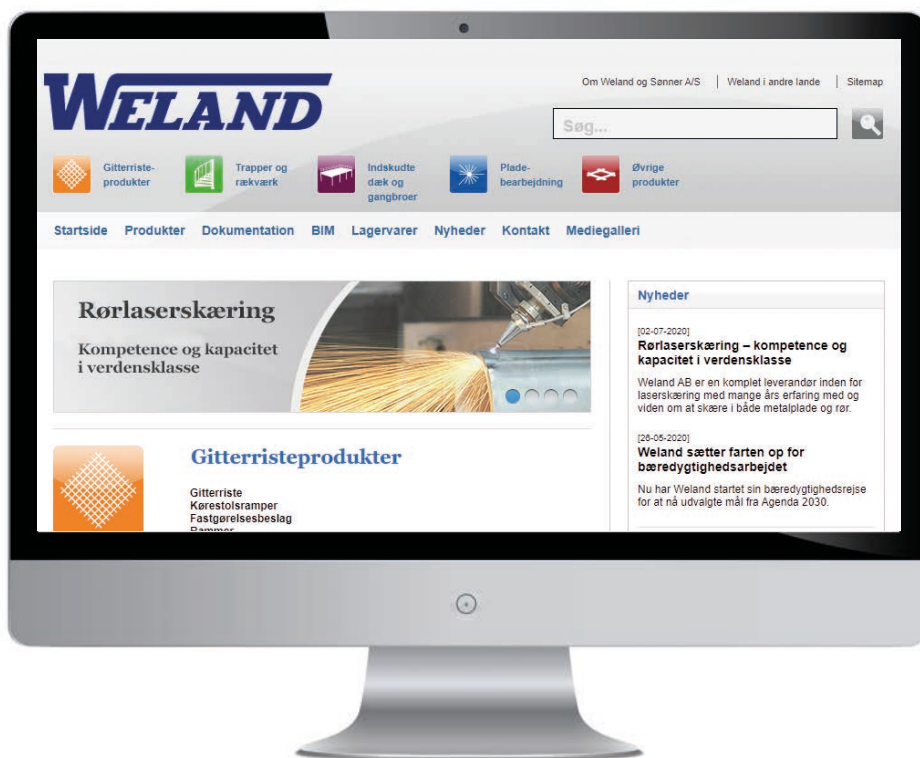 WELAND
Om Weland og Sønner A/S
Weland i andre lande
Sitemap
Søg...
Gitterriste-
produkter
Trapper og
rækværk
Indskudte
dæk og
gangbroer
Plade-
bearbejdning
Øvrige
produkter
Startside Produkter Dokumentation BIM Lagervarer Nyheder Kontakt Mediegalleri
Rørlaserskæring
Kompetence og kapacitet
i verdensklasse
Gitterristeprodukter
Gitterriste
Kørestolsramper
Fastgørelsesbeslag
Rammer
Nyheder
[02-07-2020]
Rørlaserskæring – kompetence og
kapacitet i verdensklasse
Weland AB er en komplet leverandør inden for
laserskæring med mange års erfaring med og
viden om at skære i både metalplade og rør.
[26-05-2020]
Weland sætter farten op for
bæredygtighedsarbejdet
Nu har Weland startet sin bæredygtighedsrejse
for at nå udvalgte mål fra Agenda 2030.